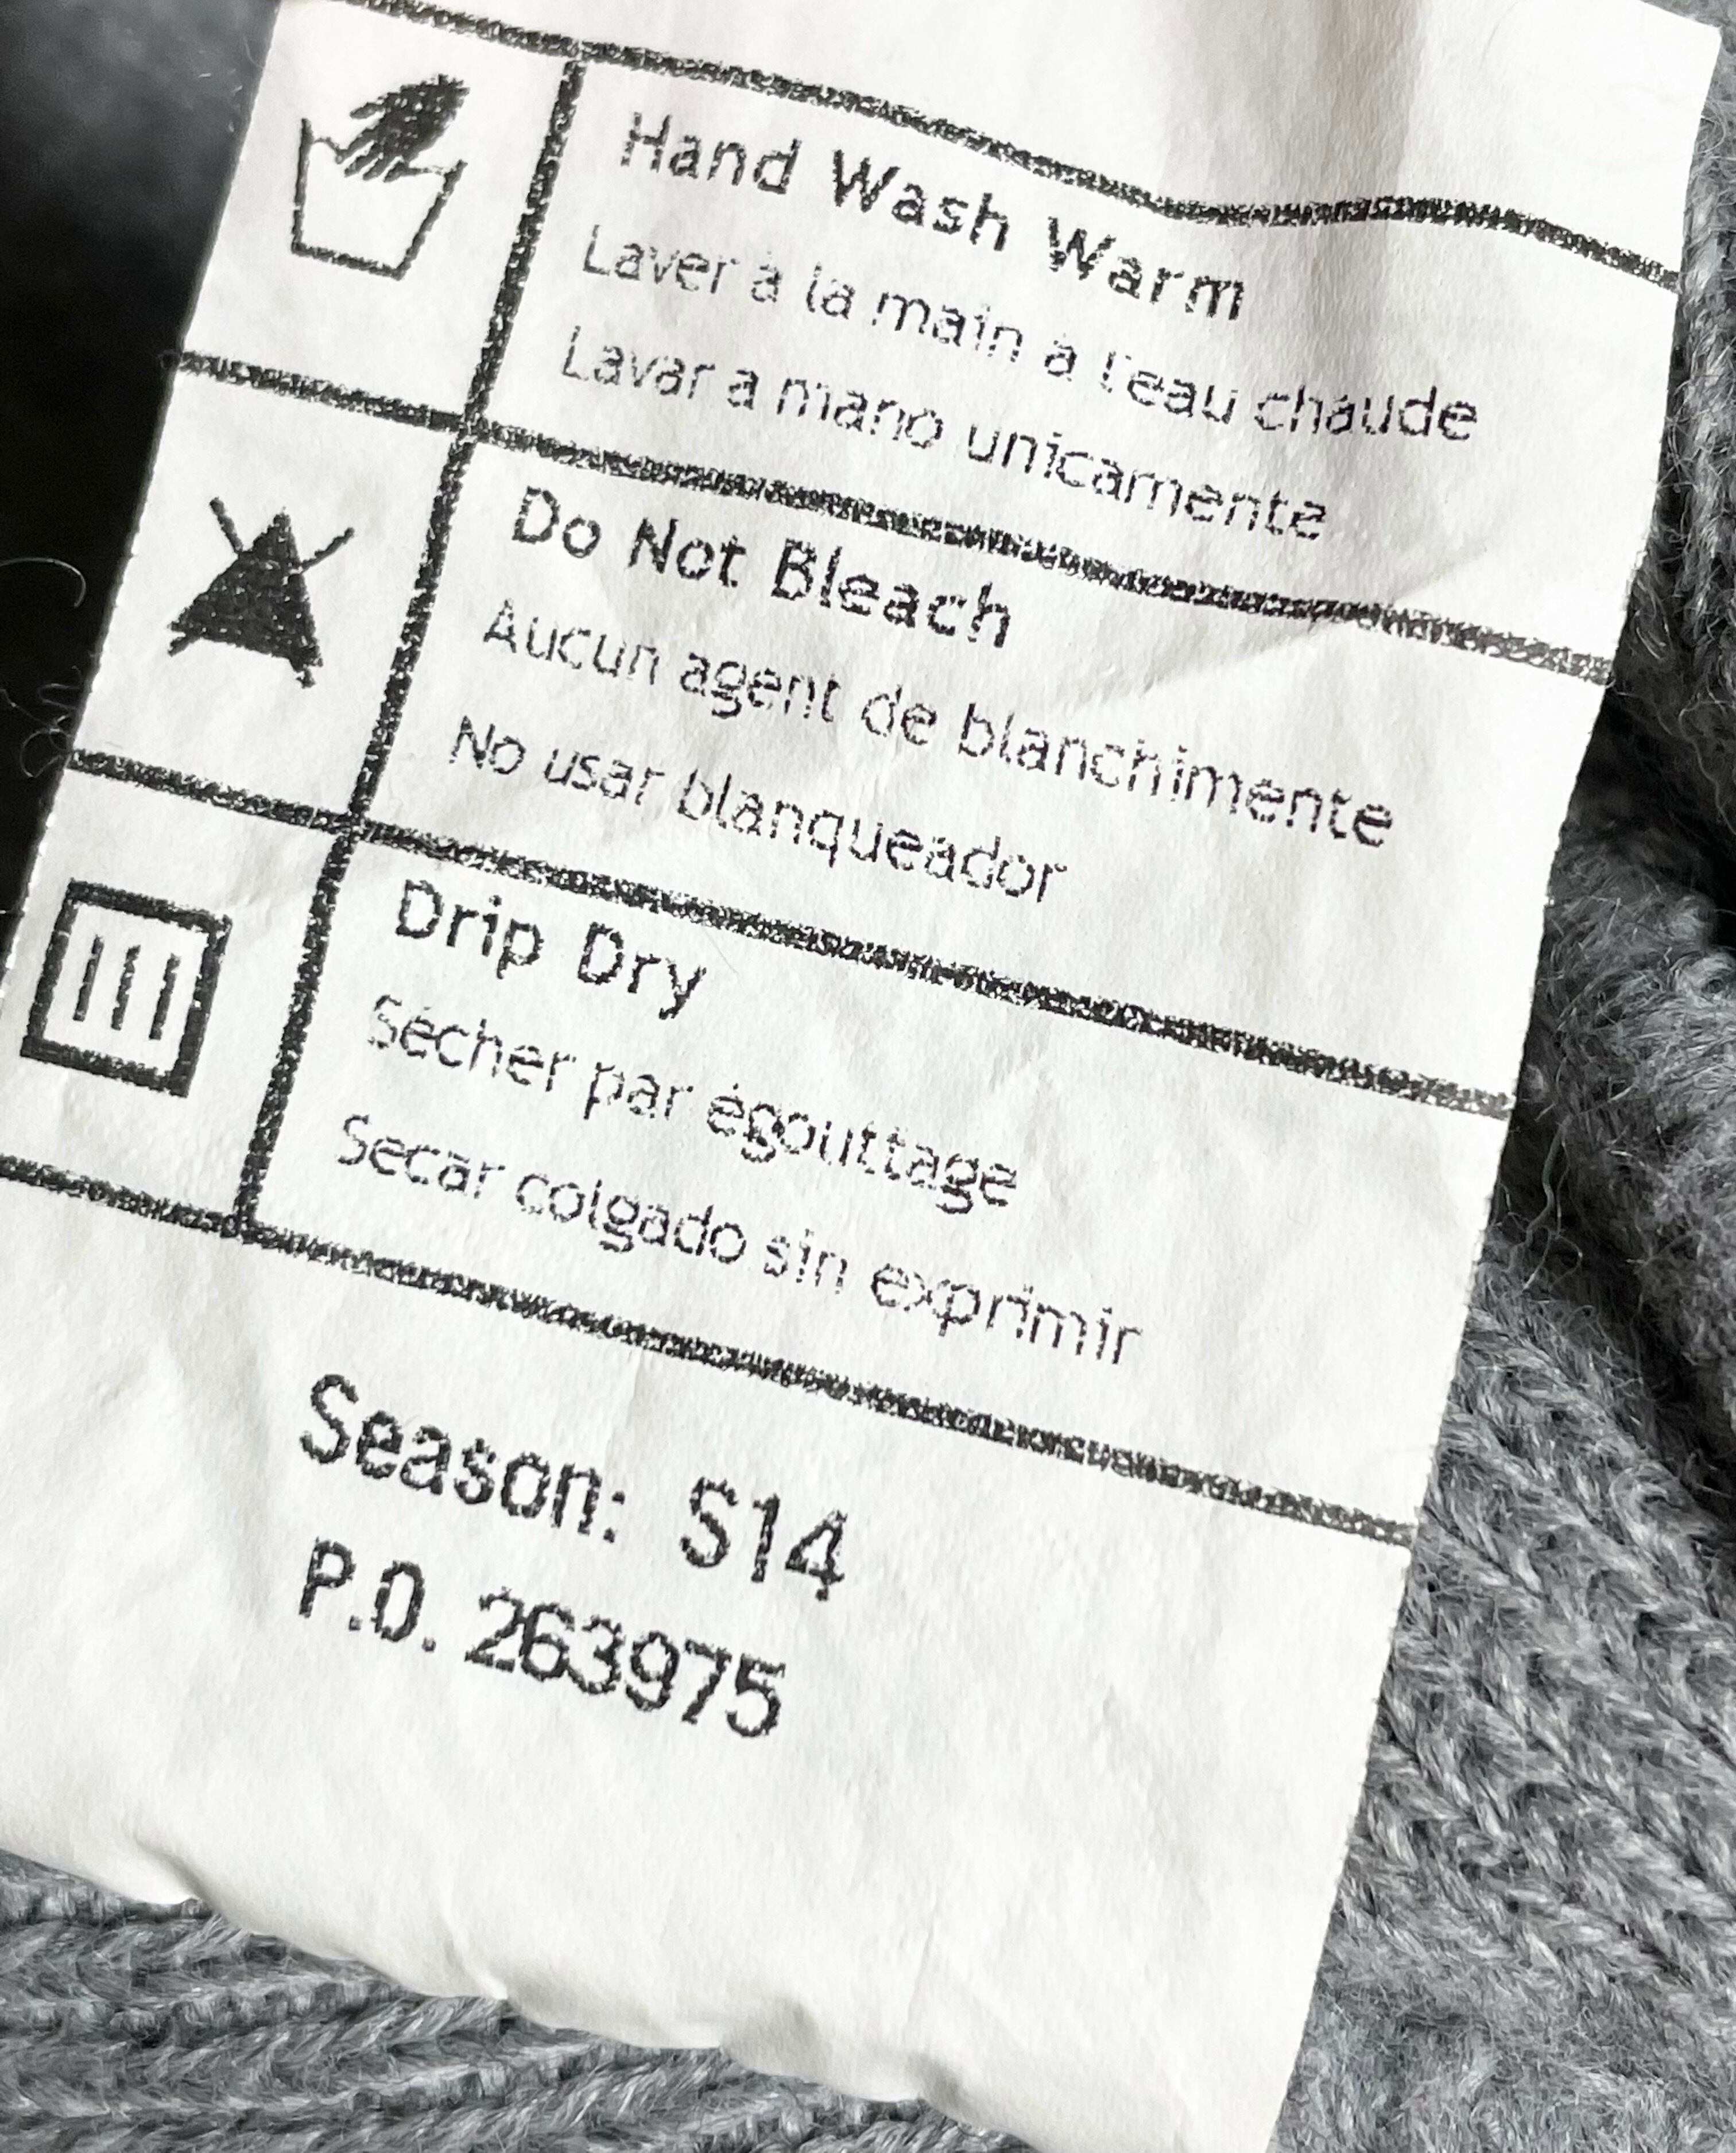 Hand Wash Warm
Laver à la main à l'eau chaude
Lavar a mano unicamente
Do Not Bleach
Aucun agent de blanchimente
No usar blanqueador
Drip Dry
Sécher par égouttage
Secar colgado sin exprimir
Season: S14
P.O. 263975